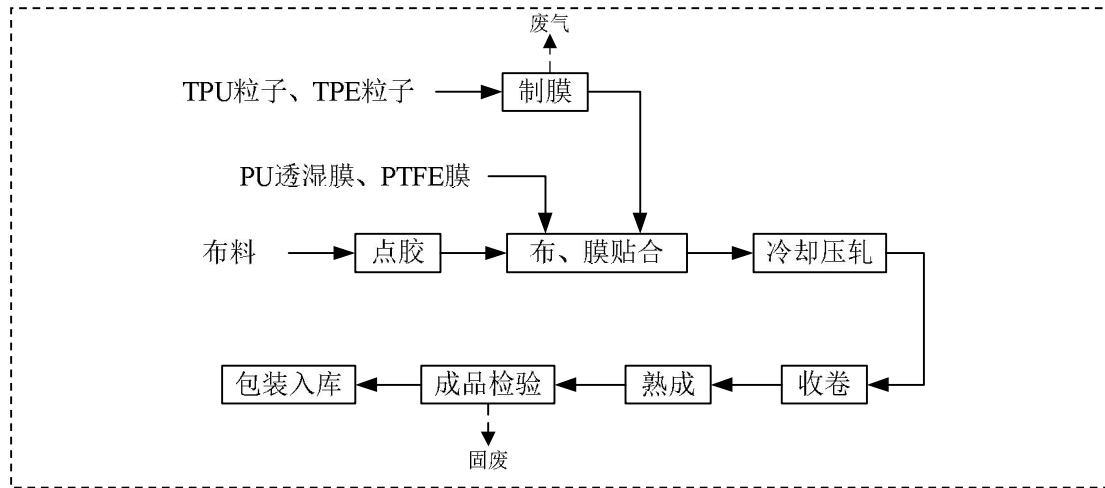 废气
TPU粒子、TPE粒子
制膜
PU透湿膜、PTFE膜
布料
点胶
布、膜贴合
冷却压轧
包装入库
成品检验
熟成
收卷
固废